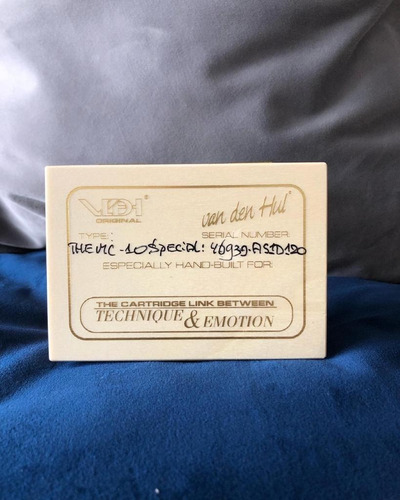 VDH® van den Hul®
ORIGINAL
TYPE: SERIAL NUMBER:
THE MC-10 Special: 46939-AS1D120
ESPECIALLY HAND-BUILT FOR:
THE CARTRIDGE LINK BETWEEN
TECHNIQUE & EMOTION